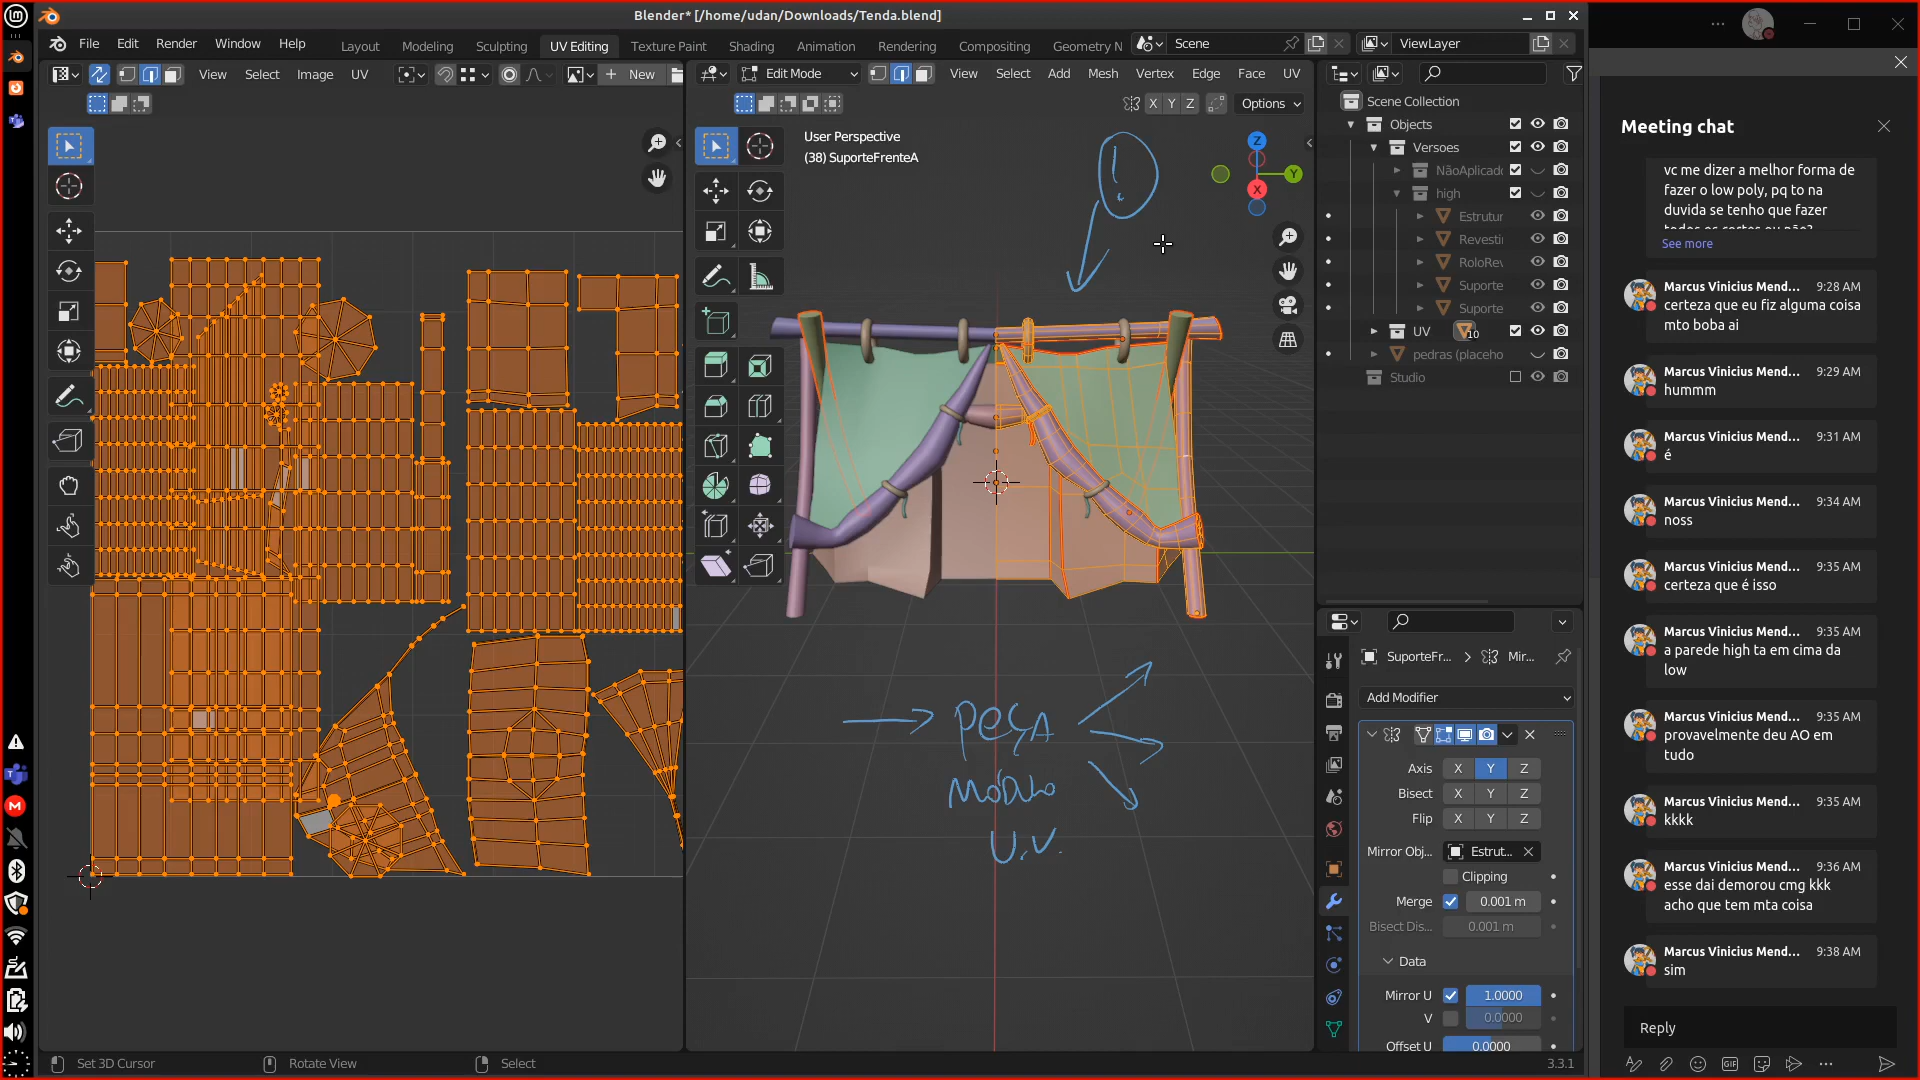 Blender* [/home/udan/Downloads/Tenda.blend]
File Edit Render Window Help
Layout Modeling Sculpting UV Editing Texture Paint Shading Animation Rendering Compositing Geometry N
Scene
ViewLayer
View Select Image UV
New
Edit Mode
View Select Add Mesh Vertex Edge Face UV
X Y Z
Options
User Perspective
(38) SuporteFrenteA
Z
Y
X
!
PEÇA
MÓDULO
U.V.
Scene Collection
Objects
Versoes
NãoAplicado
high
Estrutur
Revesti
RoloRev
Suporte
Suporte
UV 10
pedras (placeho
Studio
SuporteFr... Mir...
Add Modifier
Axis X Y Z
Bisect X Y Z
Flip X Y Z
Mirror Obj... Estrut...
Clipping
Merge 0.001 m
Bisect Dis... 0.001 m
Data
Mirror U 1.0000
V 0.0000
Offset U 0.0000
Set 3D Cursor
Rotate View
Select
3.3.1
Meeting chat
vc me dizer a melhor forma de
fazer o low poly, pq to na
duvida se tenho que fazer
todos os cortes ou não?
See more
Marcus Vinicius Mend... 9:28 AM
certeza que eu fiz alguma coisa
mto boba ai
Marcus Vinicius Mend... 9:29 AM
hummm
Marcus Vinicius Mend... 9:31 AM
é
Marcus Vinicius Mend... 9:34 AM
noss
Marcus Vinicius Mend... 9:35 AM
certeza que é isso
Marcus Vinicius Mend... 9:35 AM
a parede high ta em cima da
low
Marcus Vinicius Mend... 9:35 AM
provavelmente deu AO em
tudo
Marcus Vinicius Mend... 9:35 AM
kkkk
Marcus Vinicius Mend... 9:36 AM
esse dai demorou cmg kkk
acho que tem mta coisa
Marcus Vinicius Mend... 9:38 AM
sim
Reply
GIF